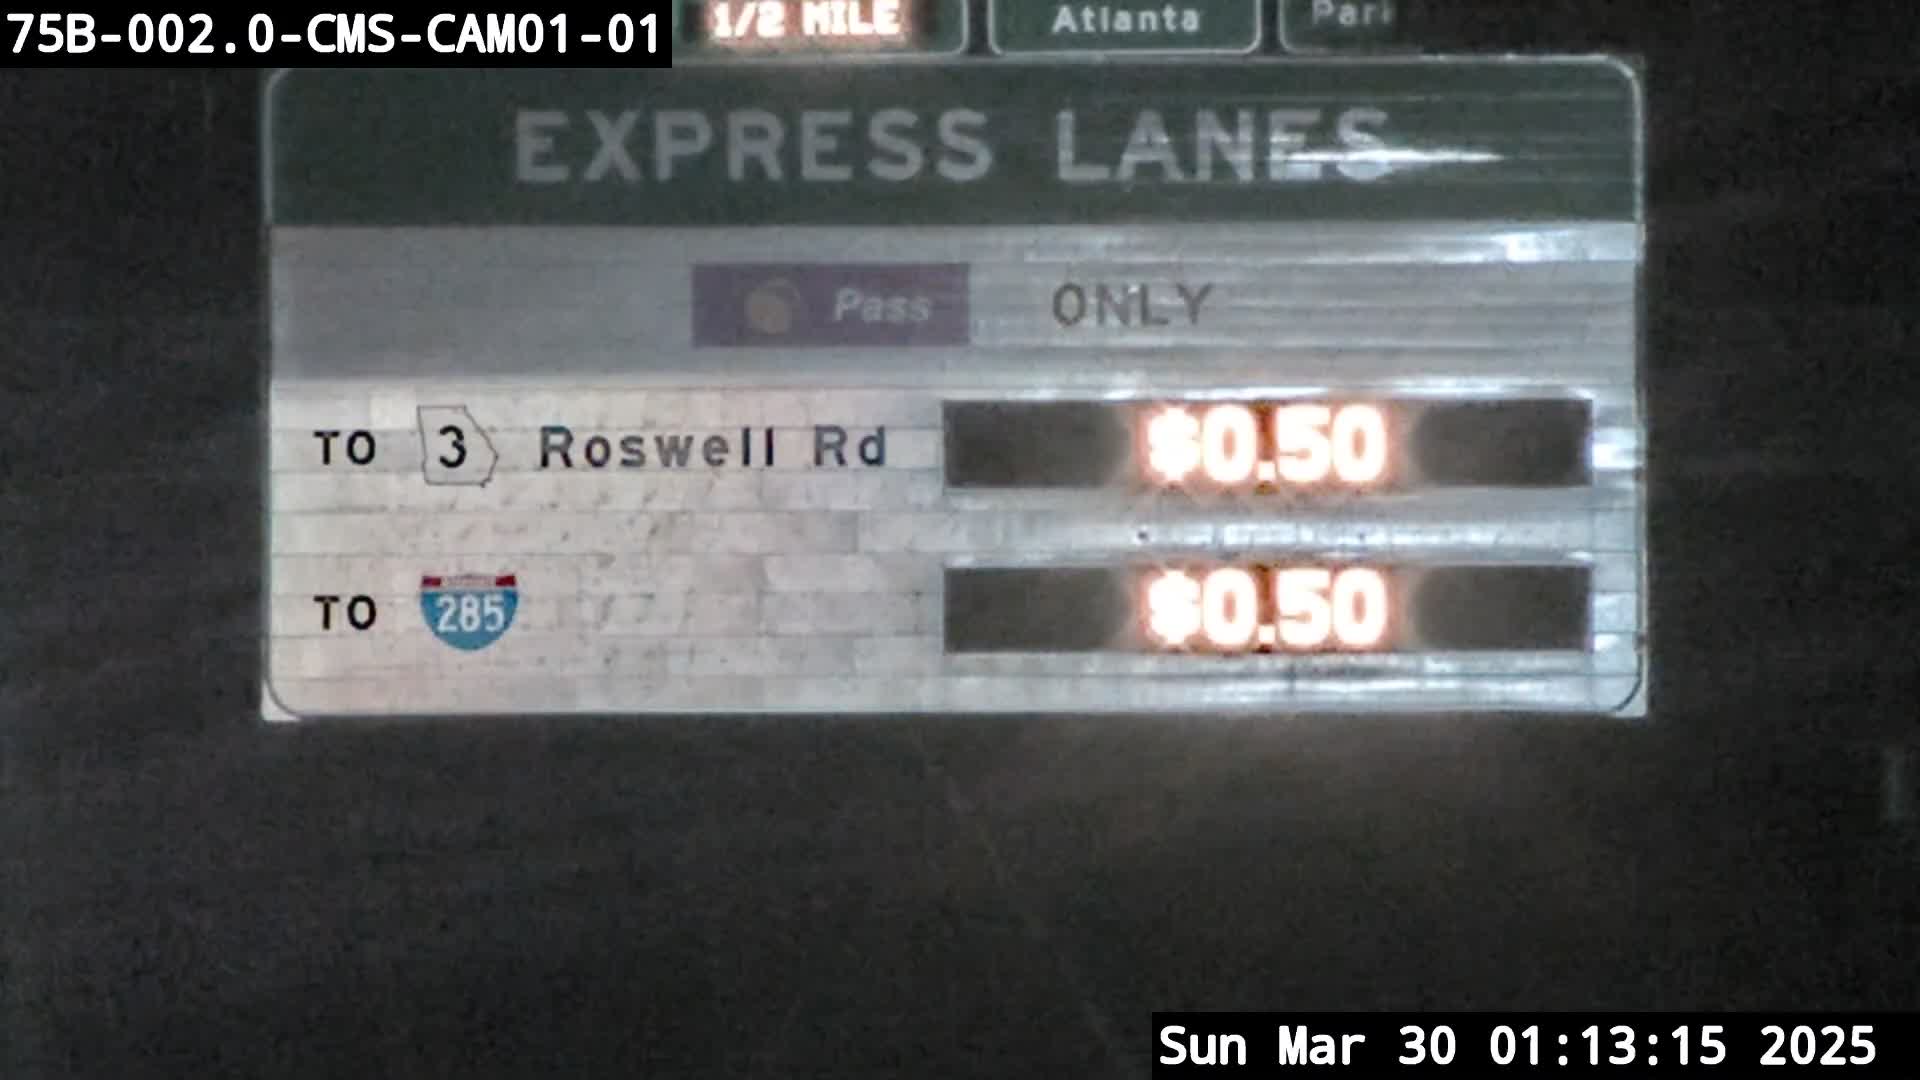 75B-002.0-CMS-CAM01-01
1/2 MILE
Atlanta
EXPRESS LANES
Pass ONLY
TO 3 Roswell Rd $0.50
TO 285 $0.50
Sun Mar 30 01:13:15 2025